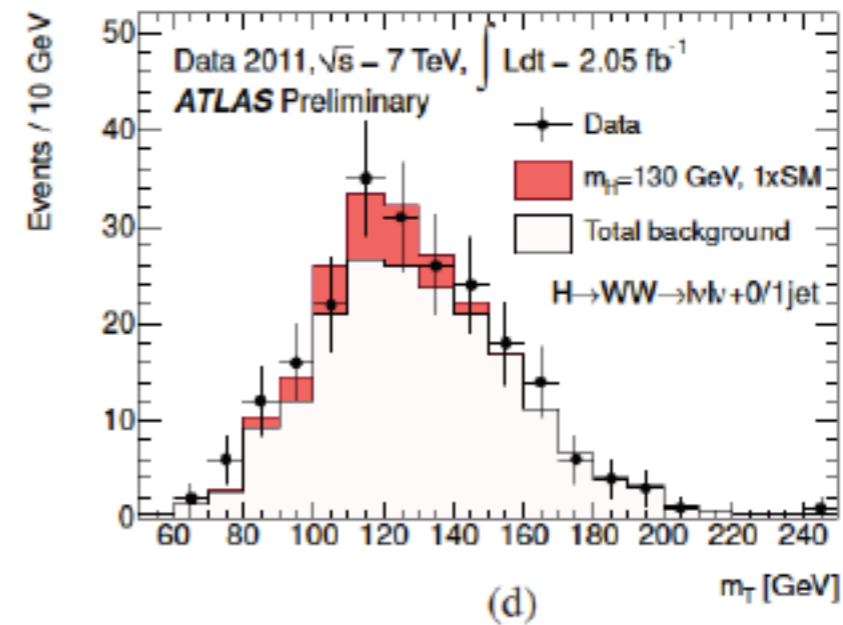 Events / 10 GeV
50
40
30
20
10
0
Data 2011, √s – 7 TeV, ∫ Ldt – 2.05 fb⁻¹
ATLAS Preliminary
Data
m_H=130 GeV, 1xSM
Total background
H→WW→lνlν+0/1jet
60 80 100 120 140 160 180 200 220 240
m_T [GeV]
(d)